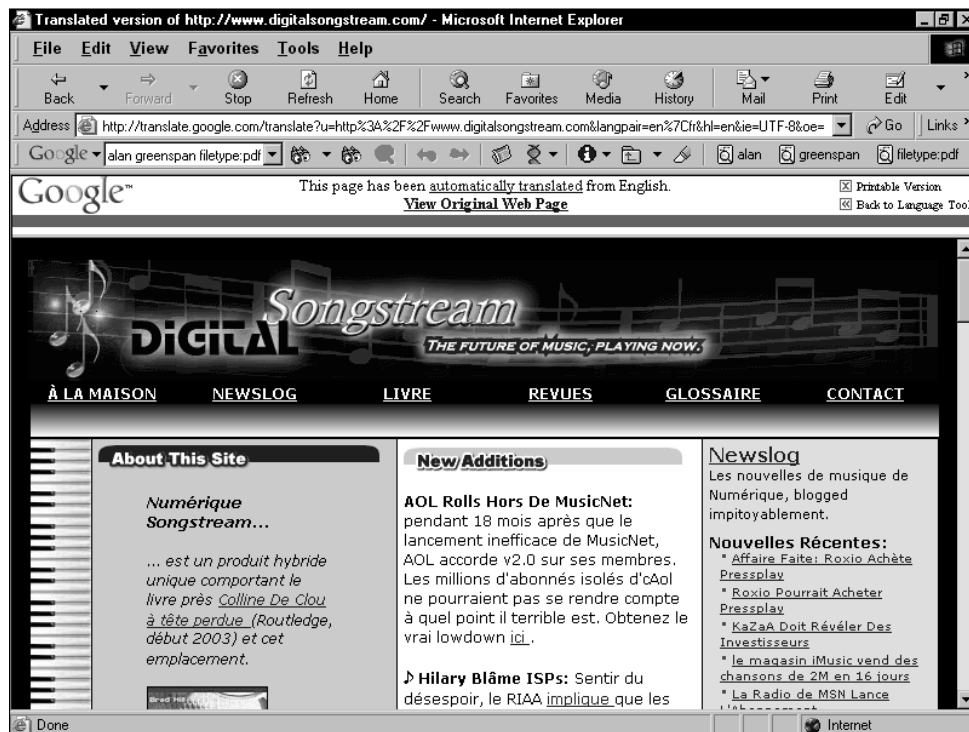 Translated version of http://www.digitalsongstream.com/ - Microsoft Internet Explorer
File Edit View Favorites Tools Help
Back Forward Stop Refresh Home Search Favorites Media History Mail Print Edit
Address http://translate.google.com/translate?u=http%3A%2F%2Fwww.digitalsongstream.com&langpair=en%7Cfr&hl=en&ie=UTF-8&oe= Go Links
Google alan greenspan filetype:pdf alan greenspan filetype:pdf
Google™
This page has been automatically translated from English.
View Original Web Page
Printable Version
Back to Language Tool
DIGITAL Songstream
THE FUTURE OF MUSIC, PLAYING NOW.
À LA MAISON NEWSLOG LIVRE REVUES GLOSSAIRE CONTACT
About This Site
Numérique
Songstream...
... est un produit hybride
unique comportant le
livre près Colline De Clou
à tête perdue (Routledge,
début 2003) et cet
emplacement.
Brad Hil
New Additions
AOL Rolls Hors De MusicNet:
pendant 18 mois après que le
lancement inefficace de MusicNet,
AOL accorde v2.0 sur ses membres.
Les millions d'abonnés isolés d'cAol
ne pourraient pas se rendre compte
à quel point il terrible est. Obtenez le
vrai lowdown ici .
♪ Hilary Blâme ISPs: Sentir du
désespoir, le RIAA implique que les
Newslog
Les nouvelles de musique de
Numérique, blogged
impitoyablement.
Nouvelles Récentes:
* Affaire Faite: Roxio Achète
Pressplay
* Roxio Pourrait Acheter
Pressplay
* KaZaA Doit Révéler Des
Investisseurs
* le magasin iMusic vend des
chansons de 2M en 16 jours
* La Radio de MSN Lance
L'Abonnement
Done Internet